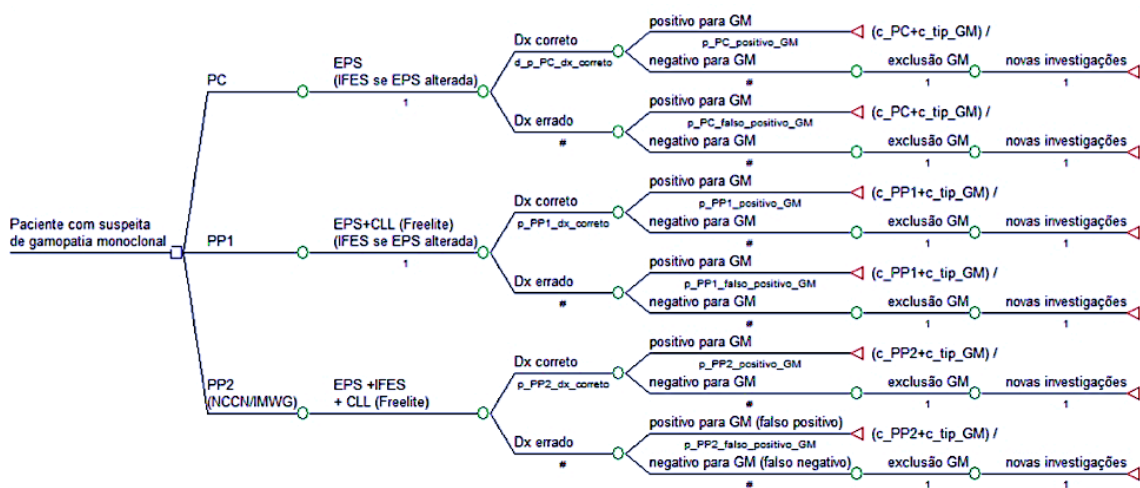 positivo para GM
(c_PC+c_tip_GM) /
Dx correto
p_PC_positivo_GM
d_p_PC_dx_correto
negativo para GM
exclusão GM
novas investigações
#
1
1
PC
EPS
(IFES se EPS alterada)
1
positivo para GM
(c_PC+c_tip_GM) /
Dx errado
p_PC_falso_positivo_GM
#
negativo para GM
exclusão GM
novas investigações
#
1
1
positivo para GM
(c_PP1+c_tip_GM) /
Dx correto
p_PP1_positivo_GM
p_PP1_dx_correto
negativo para GM
exclusão GM
novas investigações
#
1
1
Paciente com suspeita
de gamopatia monoclonal
PP1
EPS+CLL (Freelite)
(IFES se EPS alterada)
1
positivo para GM
(c_PP1+c_tip_GM) /
Dx errado
p_PP1_falso_positivo_GM
#
negativo para GM
exclusão GM
novas investigações
#
1
1
positivo para GM
(c_PP2+c_tip_GM) /
Dx correto
p_PP2_positivo_GM
p_PP2_dx_correto
negativo para GM
exclusão GM
novas investigações
#
1
1
PP2
(NCCN/IMWG)
EPS +IFES
+ CLL (Freelite)
positivo para GM (falso positivo)
(c_PP2+c_tip_GM) /
Dx errado
p_PP2_falso_positivo_GM
#
negativo para GM (falso negativo)
exclusão GM
novas investigações
#
1
1